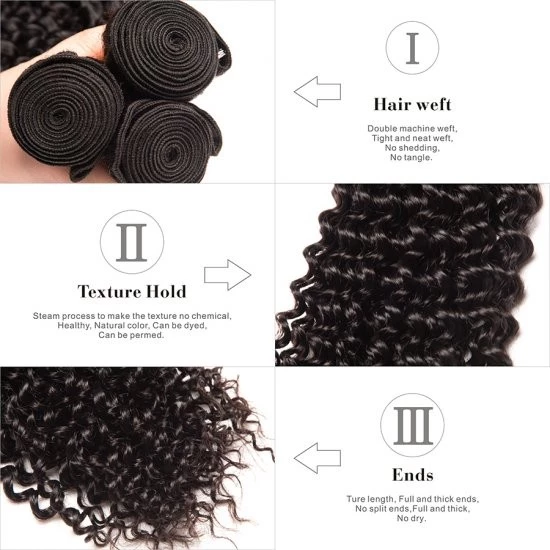 I
Hair weft
Double machine weft,
Tight and neat weft,
No shedding,
No tangle.
II
Texture Hold
Steam process to make the texture no chemical,
Healthy, Natural color, Can be dyed,
Can be permed.
III
Ends
Ture length, Full and thick ends,
No split ends,Full and thick,
No dry.